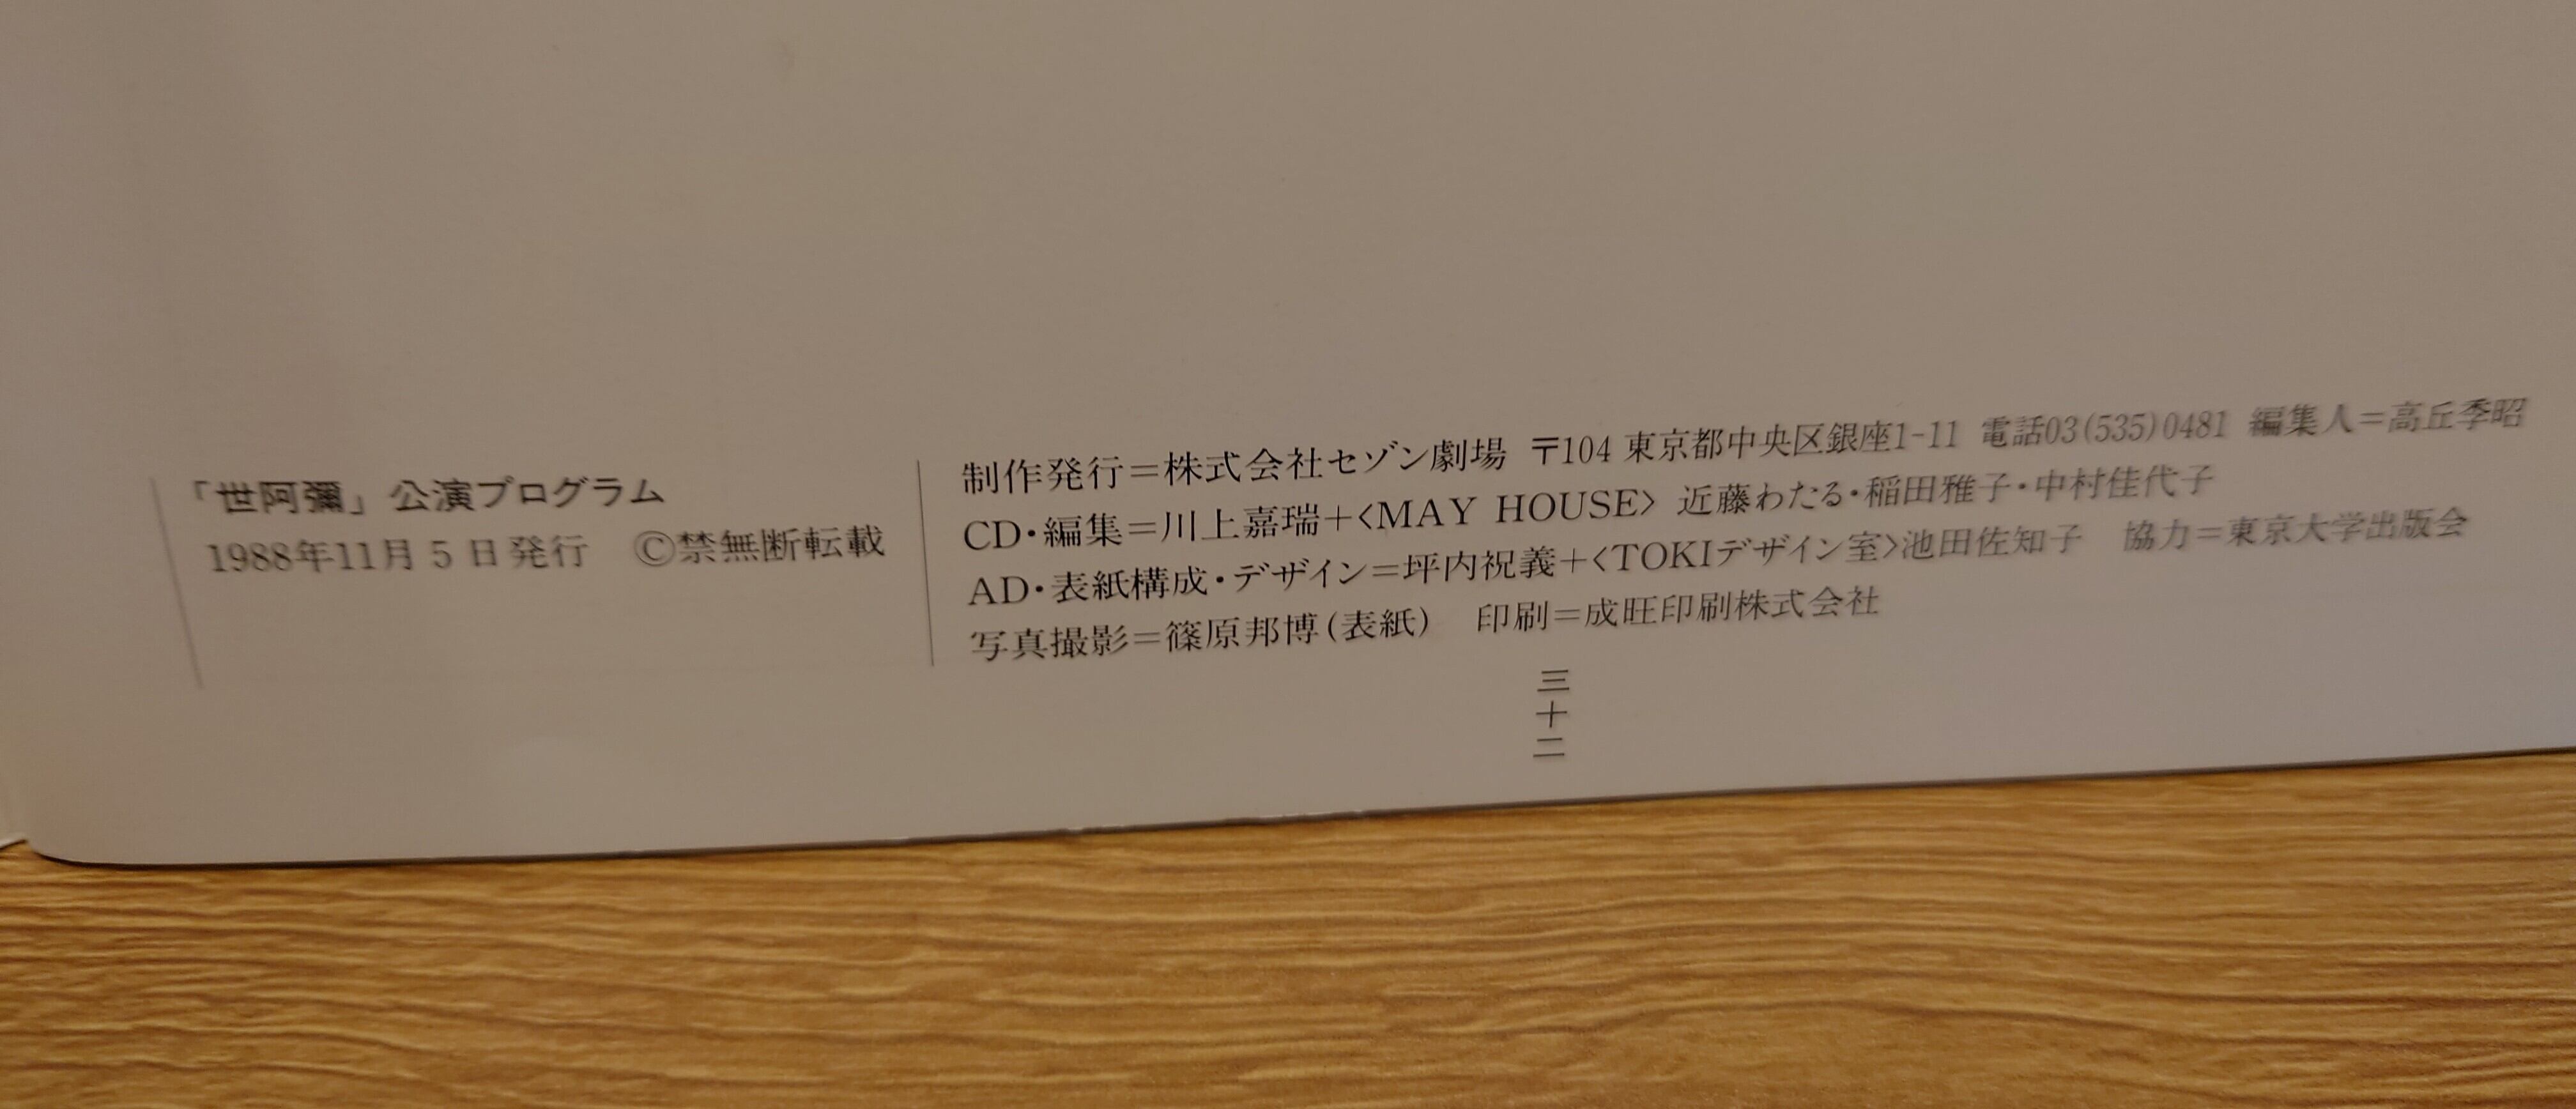 「世阿彌」公演プログラム
1988年11月5日発行　©禁無断転載
制作発行=株式会社セゾン劇場 〒104 東京都中央区銀座1-11 電話03(535)0481 編集人=高丘季昭
CD・編集=川上嘉瑞+<MAY HOUSE> 近藤わたる・稲田雅子・中村佳代子
AD・表紙構成・デザイン=坪内祝義+<TOKIデザイン室>池田佐知子　協力=東京大学出版会
写真撮影=篠原邦博(表紙)　印刷=成旺印刷株式会社
三十二